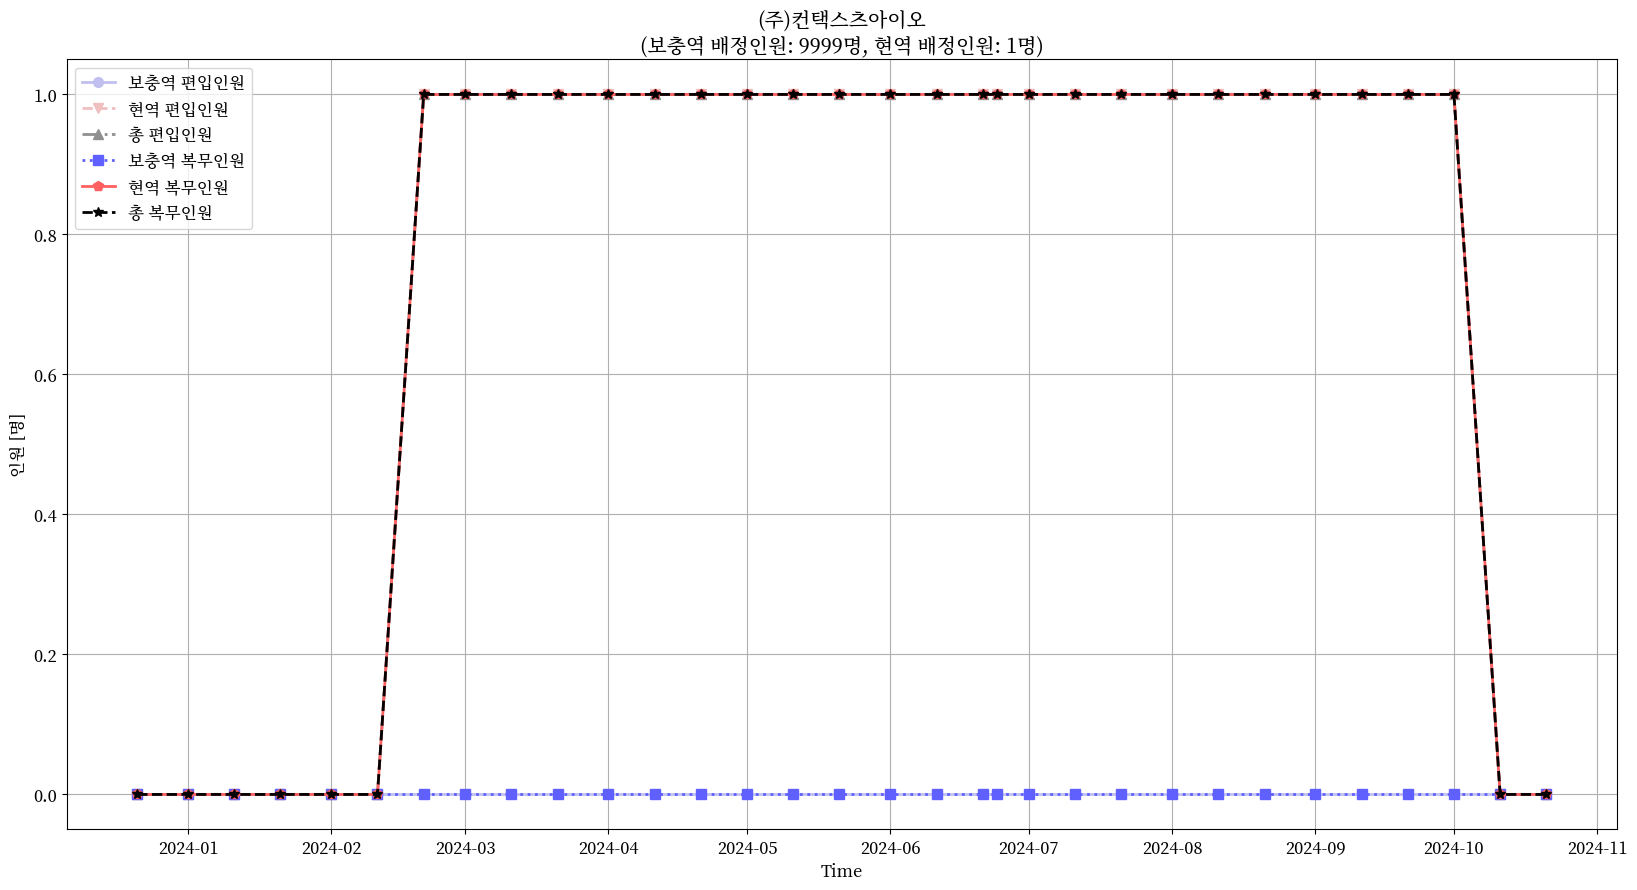 (주)컨택스츠아이오
(보충역 배정인원: 9999명, 현역 배정인원: 1명)
보충역 편입인원
현역 편입인원
총 편입인원
보충역 복무인원
현역 복무인원
총 복무인원
1.0
0.8
0.6
0.4
0.2
0.0
인원 [명]
2024-01
2024-02
2024-03
2024-04
2024-05
2024-06
2024-07
2024-08
2024-09
2024-10
2024-11
Time